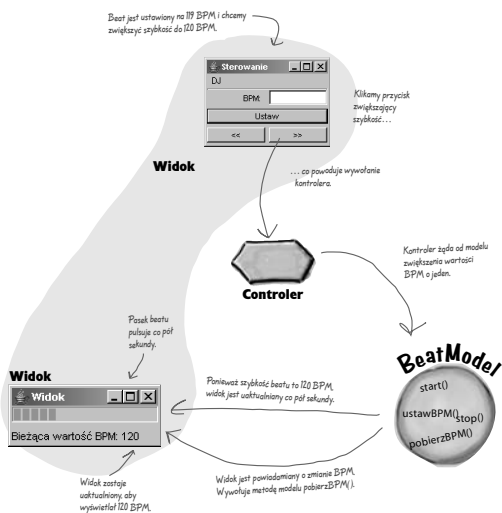 Beat jest ustawiony na 119 BPM i chcemy
zwiększyć szybkość do 120 BPM.
Sterowanie
DJ
BPM:
Ustaw
<<
>>
Klikamy przycisk
zwiększający
szybkość...
Widok
... co powoduje wywołanie
kontrolera.
Controler
Kontroler żąda od modelu
zwiększenia wartości
BPM o jeden.
Pasek beatu
pulsuje co pół
sekundy.
BeatModel
start()
ustawBPM()
stop()
pobierzBPM()
Widok
Widok
Bieżąca wartość BPM: 120
Ponieważ szybkość beatu to 120 BPM,
widok jest uaktualniany co pół sekundy.
Widok jest powiadamiany o zmianie BPM.
Wywołuje metodę modelu pobierzBPM().
Widok zostaje
uaktualniony, aby
wyświetlał 120 BPM.